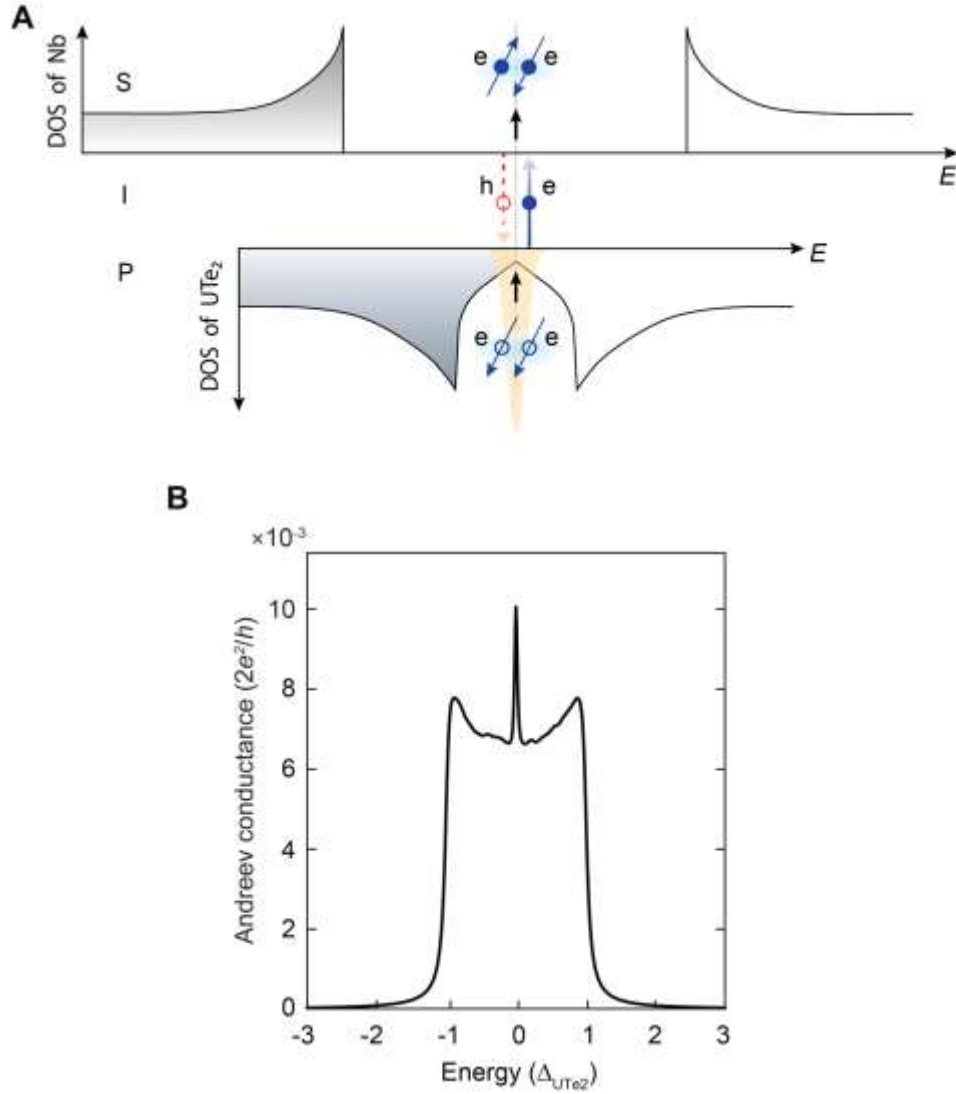 A
DOS of Nb
S
e e
E
I
h e
P
E
DOS of UTe₂
e e
B
×10⁻³
Andreev conductance (2e²/h)
10
8
6
4
2
0
-3 -2 -1 0 1 2 3
Energy (Δ_UTe2)